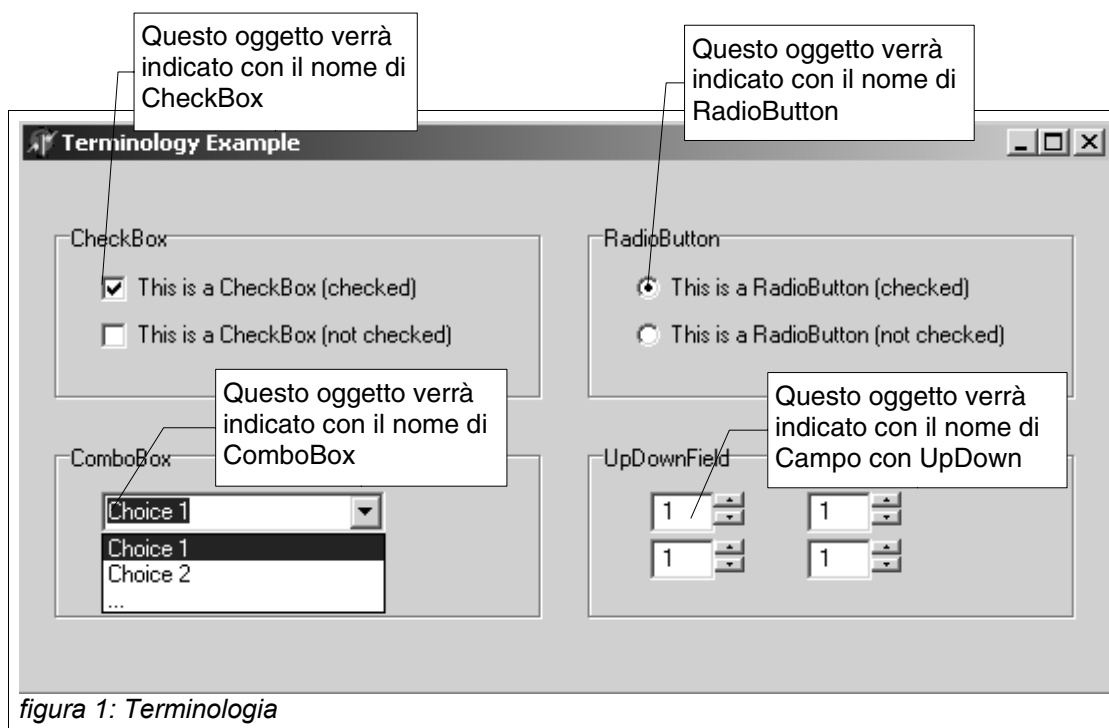 Questo oggetto verrà
indicato con il nome di
CheckBox
Questo oggetto verrà
indicato con il nome di
RadioButton
Terminology Example
CheckBox
This is a CheckBox (checked)
This is a CheckBox (not checked)
RadioButton
This is a RadioButton (checked)
This is a RadioButton (not checked)
Questo oggetto verrà
indicato con il nome di
ComboBox
Questo oggetto verrà
indicato con il nome di
Campo con UpDown
ComboBox
Choice 1
Choice 1
Choice 2
...
UpDownField
1 1
1 1
figura 1: Terminologia